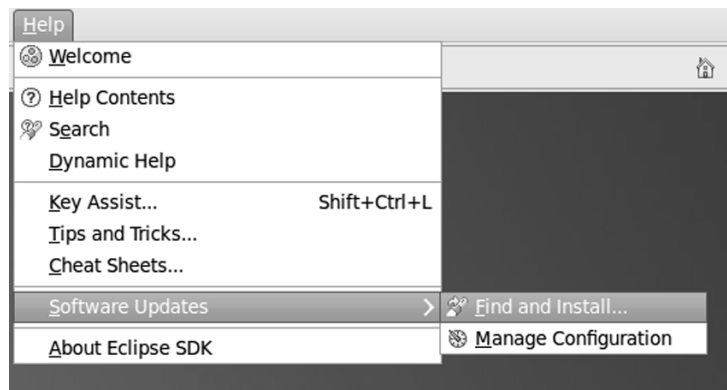 Help
Welcome
Help Contents
Search
Dynamic Help
Key Assist... Shift+Ctrl+L
Tips and Tricks...
Cheat Sheets...
Software Updates
Find and Install...
Manage Configuration
About Eclipse SDK